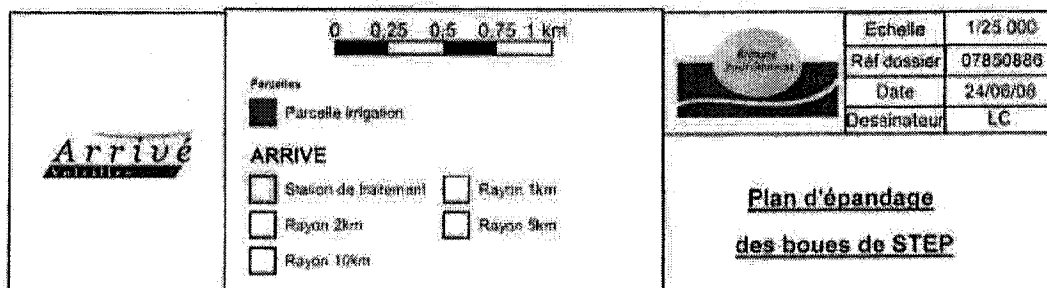 Arrivé
0 0,25 0,5 0,75 1 km
Parcelles
Parcelle irrigation
ARRIVE
Station de traitement
Rayon 1km
Rayon 2km
Rayon 5km
Rayon 10km
Echelle 1/25 000
Réf dossier 07850886
Date 24/06/08
Dessinateur LC
Plan d'épandage
des boues de STEP